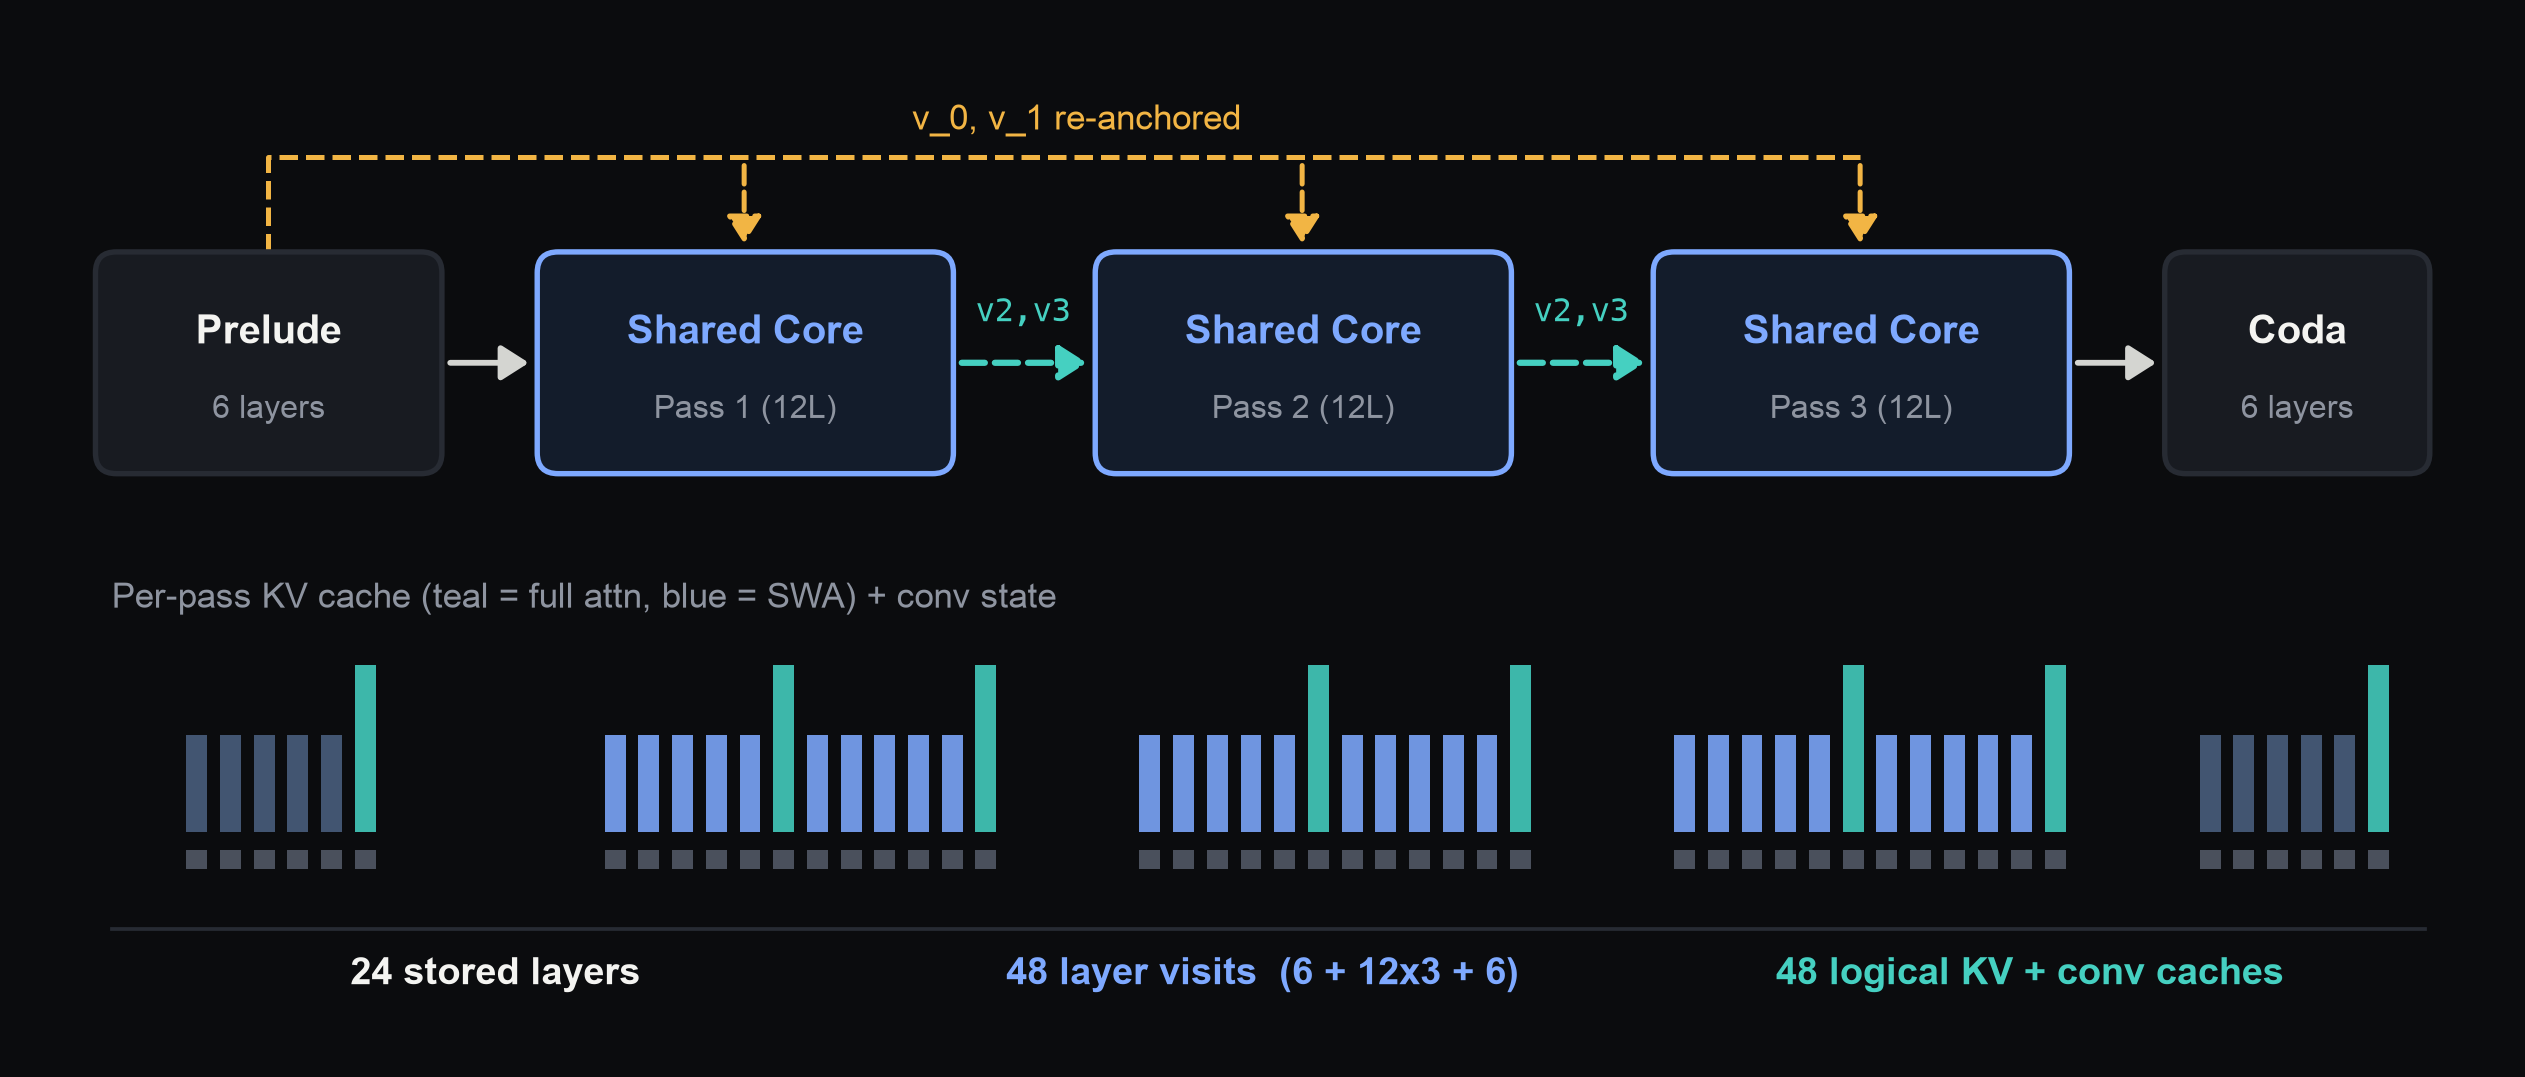 v_0, v_1 re-anchored
Prelude
6 layers
Shared Core
Pass 1 (12L)
v2,v3
Shared Core
Pass 2 (12L)
v2,v3
Shared Core
Pass 3 (12L)
Coda
6 layers
Per-pass KV cache (teal = full attn, blue = SWA) + conv state
24 stored layers
48 layer visits (6 + 12x3 + 6)
48 logical KV + conv caches